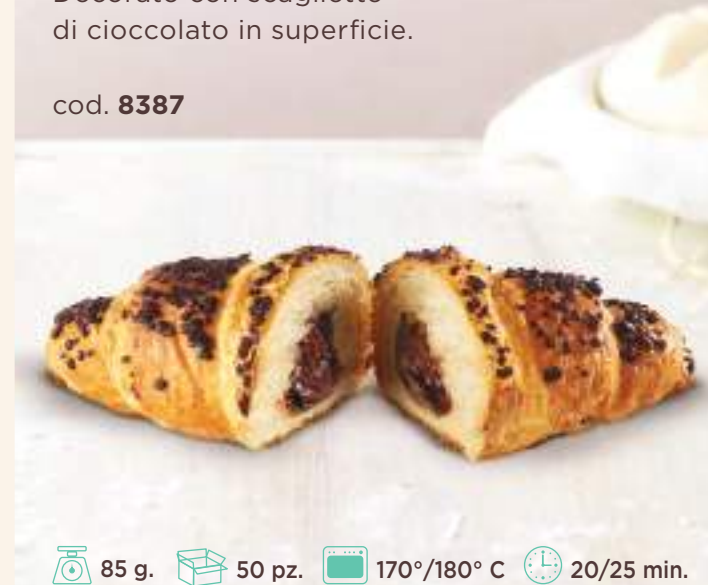 di cioccolato in superficie.
cod. 8387
85 g. 50 pz. 170°/180° C 20/25 min.